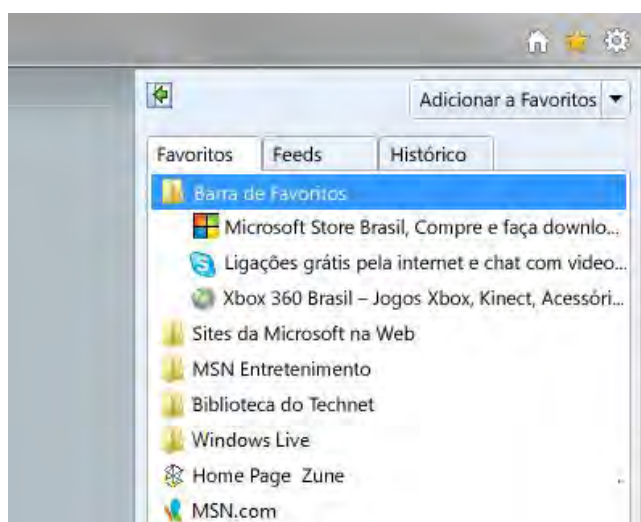 Adicionar a Favoritos
Favoritos Feeds Histórico
Barra de Favoritos
Microsoft Store Brasil, Compre e faça downlo...
Ligações grátis pela internet e chat com video...
Xbox 360 Brasil – Jogos Xbox, Kinect, Acessóri...
Sites da Microsoft na Web
MSN Entretenimento
Biblioteca do Technet
Windows Live
Home Page Zune
MSN.com